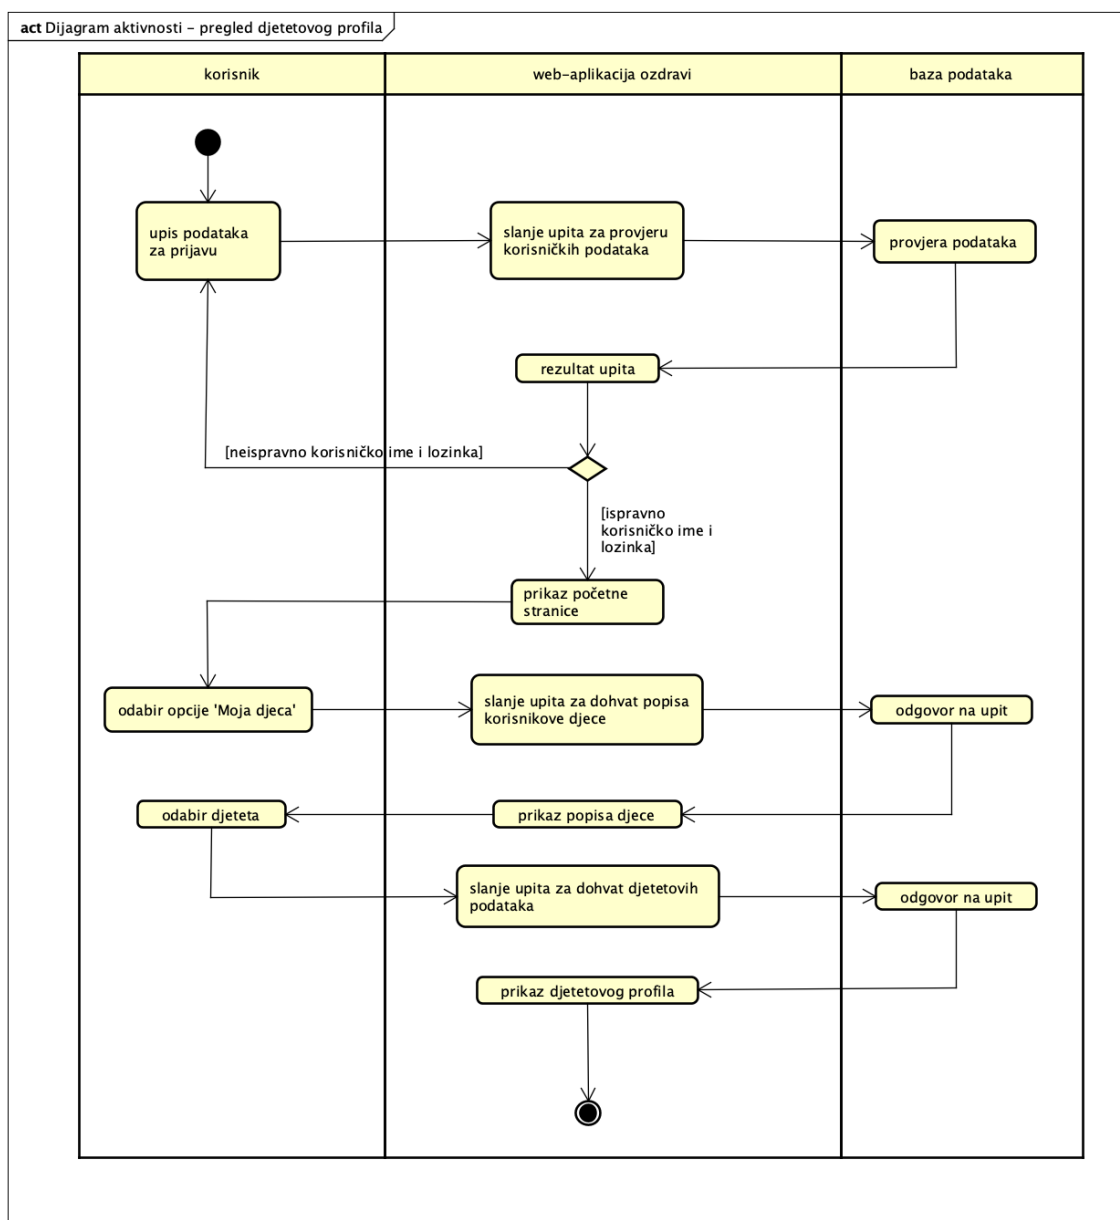 act Dijagram aktivnosti - pregled djetetovog profila
korisnik
web-aplikacija ozdravi
baza podataka
upis podataka
za prijavu
slanje upita za provjeru
korisničkih podataka
provjera podataka
rezultat upita
[neispravno korisničko ime i lozinka]
[ispravno
korisničko ime i
lozinka]
prikaz početne
stranice
odabir opcije 'Moja djeca'
slanje upita za dohvat popisa
korisnikove djece
odgovor na upit
odabir djeteta
prikaz popisa djece
slanje upita za dohvat djetetovih
podataka
odgovor na upit
prikaz djetetovog profila